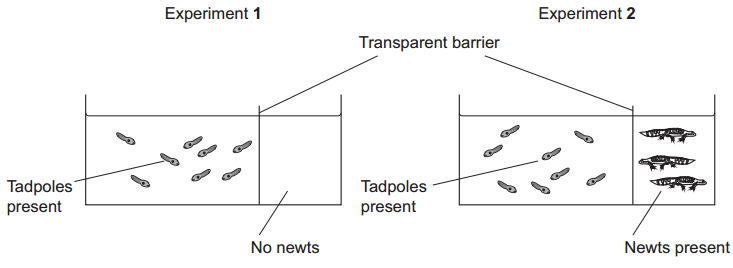 Experiment 1
Experiment 2
Transparent barrier
Tadpoles
present
Tadpoles
present
No newts
Newts present